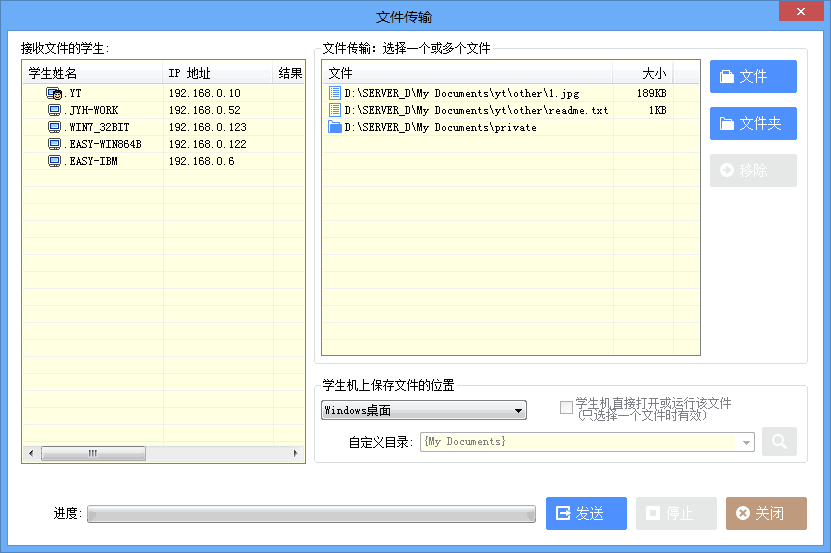 文件传输
接收文件的学生:
学生姓名 IP 地址 结果
.YT 192.168.0.10
.JYH-WORK 192.168.0.52
.WIN7_32BIT 192.168.0.123
.EASY-WIN864B 192.168.0.122
.EASY-IBM 192.168.0.6
文件传输: 选择一个或多个文件
文件 大小
D:\SERVER_D\My Documents\yt\other\1.jpg 189KB
D:\SERVER_D\My Documents\yt\other\readme.txt 1KB
D:\SERVER_D\My Documents\private
文件
文件夹
移除
学生机上保存文件的位置
Windows桌面
学生机直接打开或运行该文件
(只选择一个文件时有效)
自定义目录: {My Documents}
进度:
发送 停止 关闭